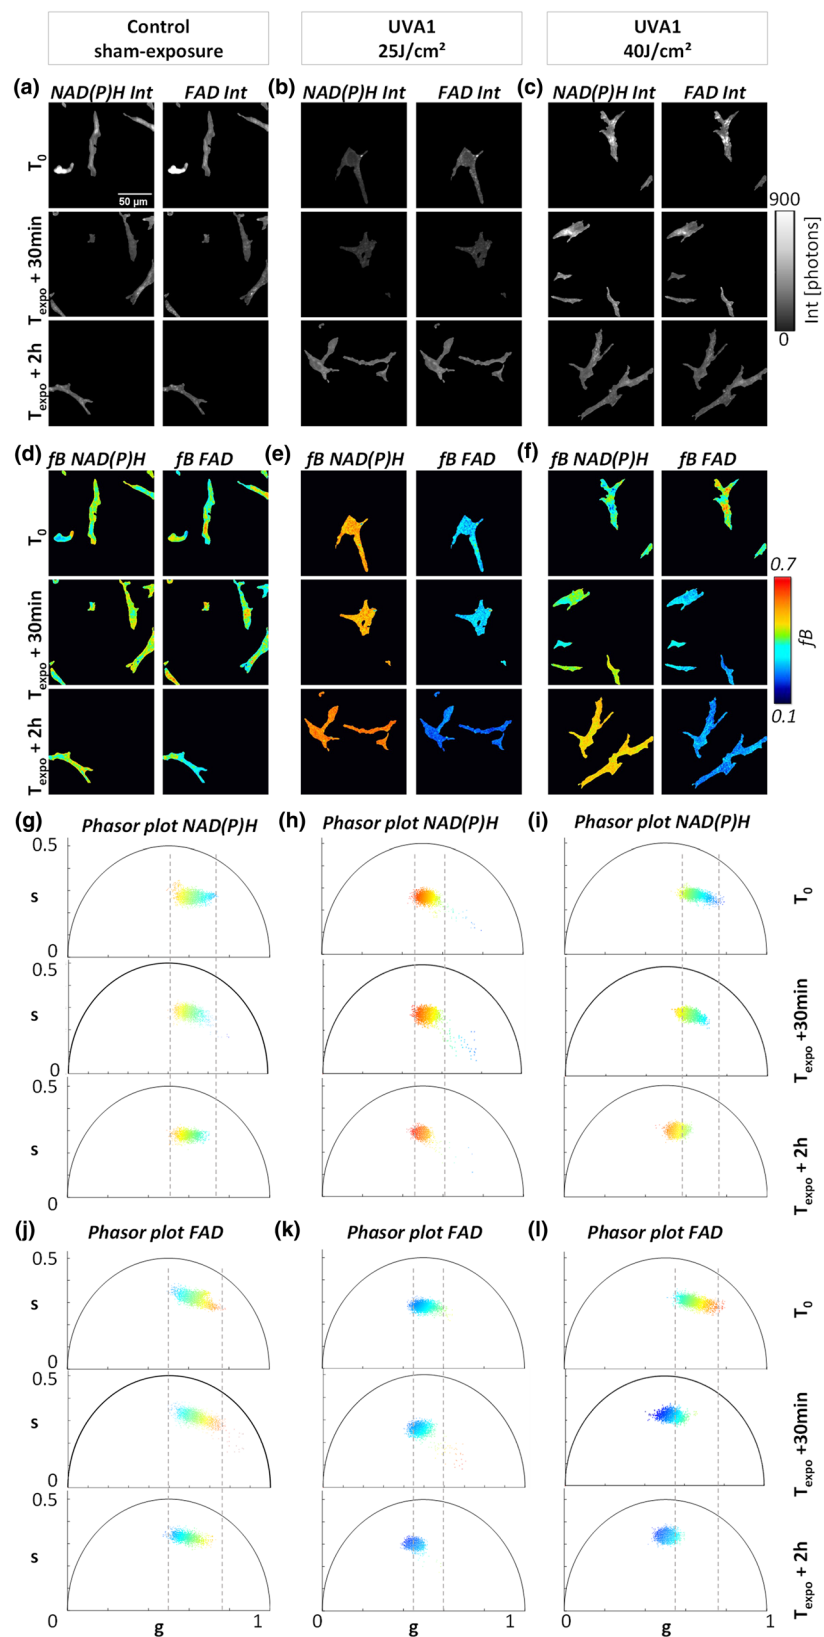 Control
sham-exposure
UVA1
25J/cm²
UVA1
40J/cm²
(a) NAD(P)H Int FAD Int
(b) NAD(P)H Int FAD Int
(c) NAD(P)H Int FAD Int
T0
50 µm
Texpo + 30min
Texpo + 2h
900
0
Int [photons]
(d) fB NAD(P)H fB FAD
(e) fB NAD(P)H fB FAD
(f) fB NAD(P)H fB FAD
T0
Texpo + 30min
Texpo + 2h
0.7
0.1
fB
(g) Phasor plot NAD(P)H
(h) Phasor plot NAD(P)H
(i) Phasor plot NAD(P)H
0.5
s
0
T0
0.5
s
0
Texpo +30min
0.5
s
0
Texpo + 2h
(j) Phasor plot FAD
(k) Phasor plot FAD
(l) Phasor plot FAD
0.5
s
0
T0
0.5
s
0
Texpo +30min
0.5
s
0
Texpo + 2h
0 g 1
0 g 1
0 g 1